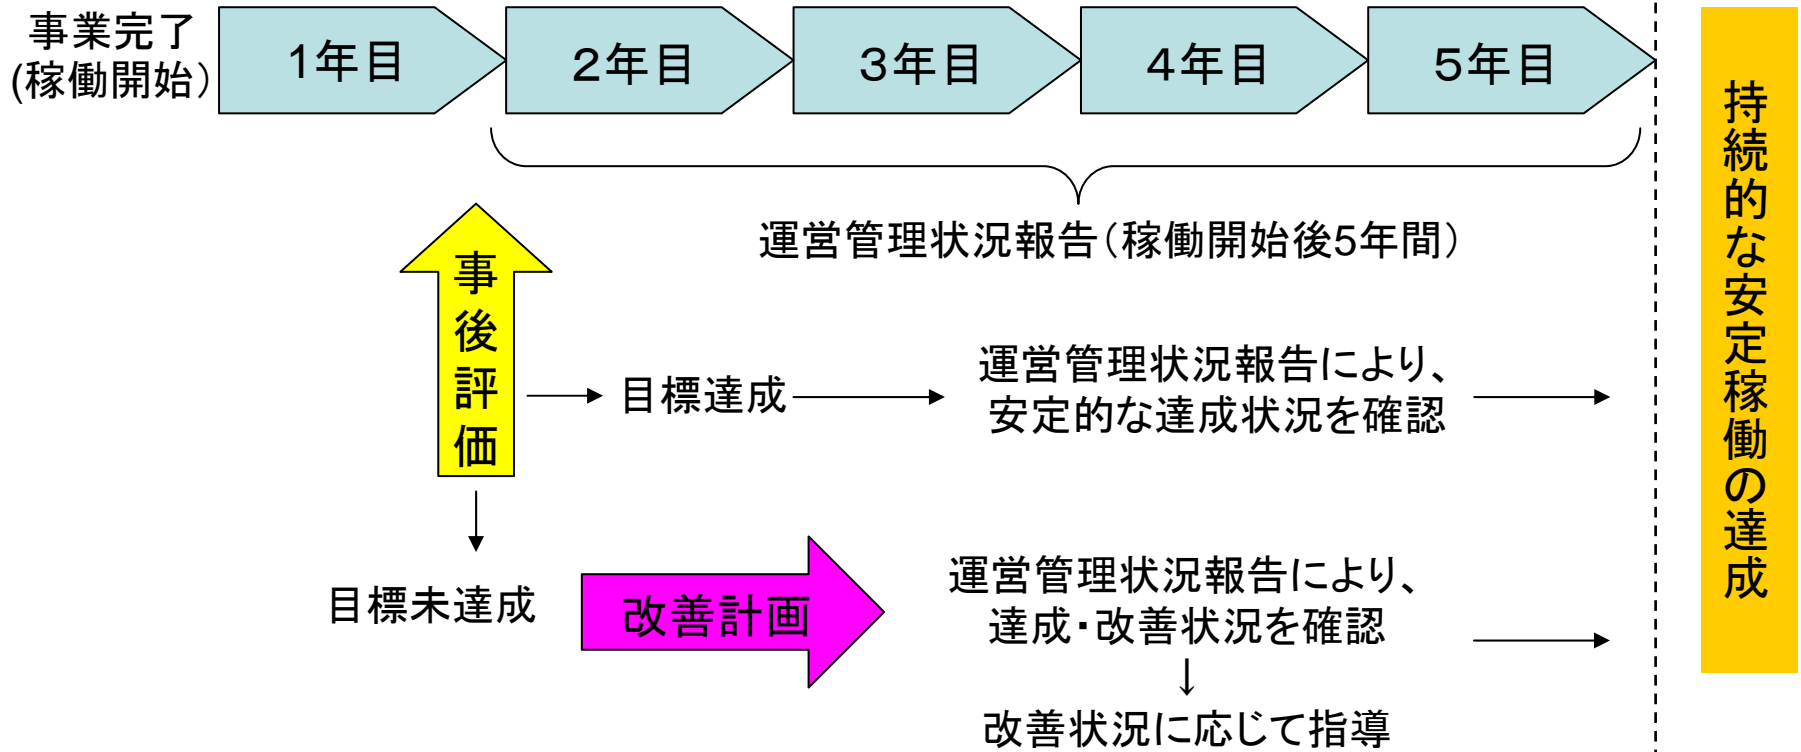 事業完了
(稼働開始）
1年目
２年目
３年目
４年目
５年目
運営管理状況報告（稼働開始後5年間）
事後評価
目標達成
運営管理状況報告により、
安定的な達成状況を確認
目標未達成
改善計画
運営管理状況報告により、
達成・改善状況を確認
↓
改善状況に応じて指導
持続的な安定稼働の達成